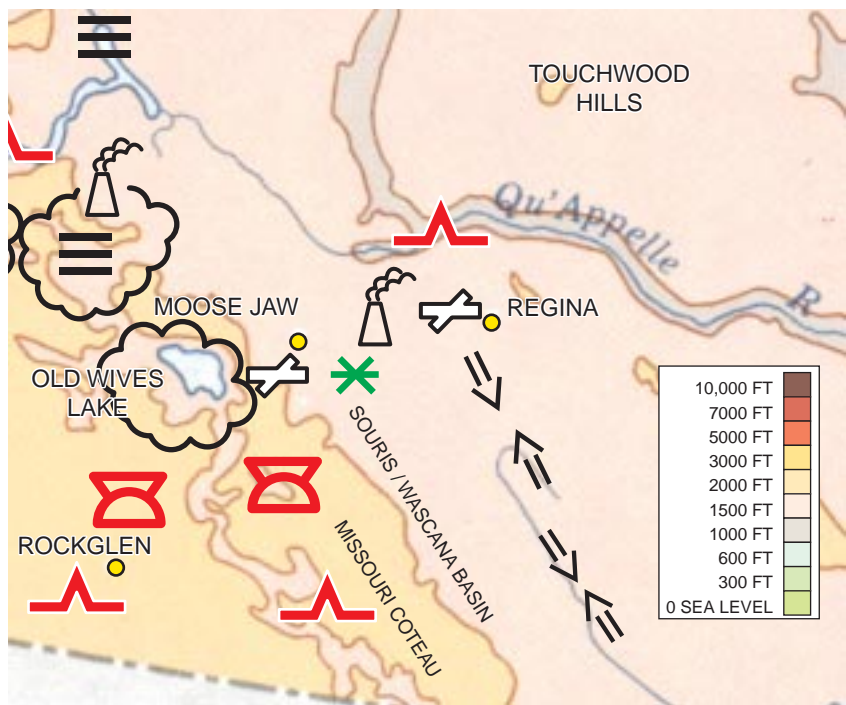 TOUCHWOOD
HILLS
Qu'Appelle
R
MOOSE JAW
REGINA
OLD WIVES
LAKE
SOURIS / WASCANA BASIN
MISSOURI COTEAU
ROCKGLEN
10,000 FT
7000 FT
5000 FT
3000 FT
2000 FT
1500 FT
1000 FT
600 FT
300 FT
0 SEA LEVEL